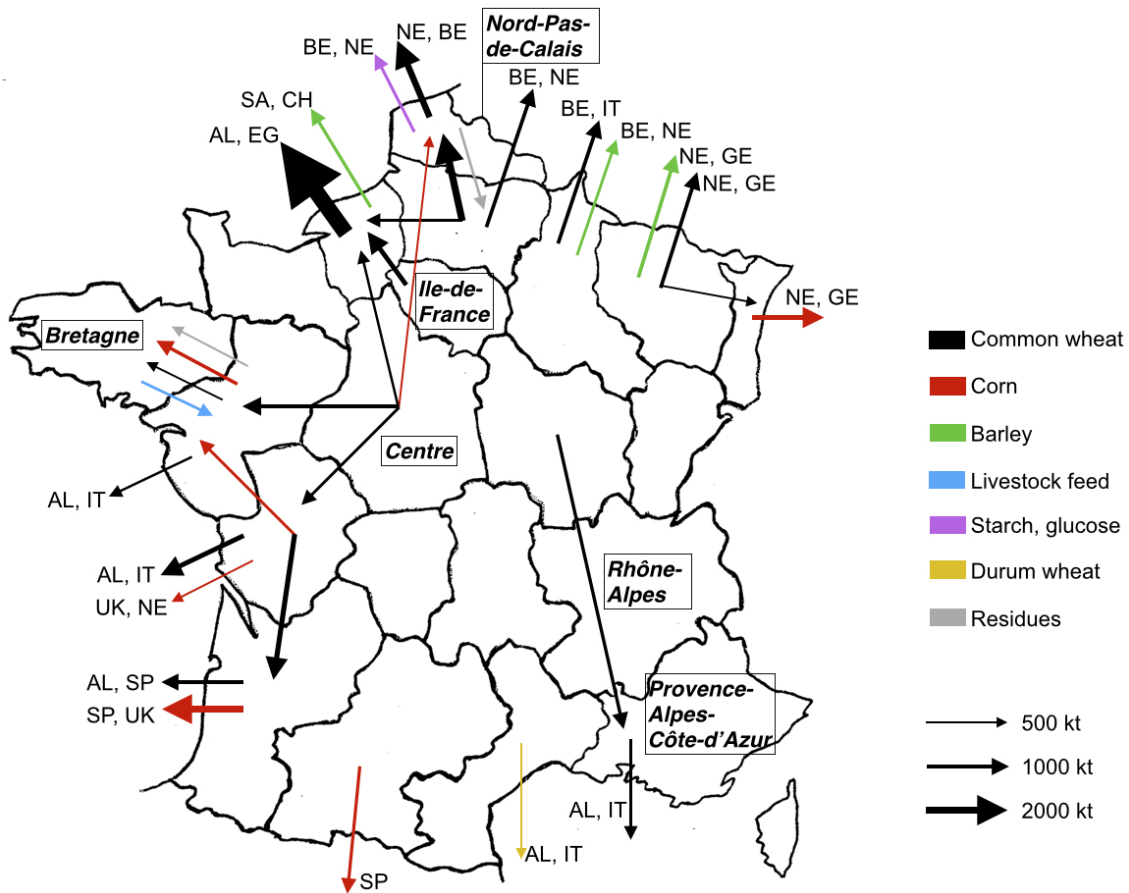 Nord-Pas-
de-Calais
NE, BE
BE, NE
BE, NE
SA, CH
BE, IT
AL, EG
BE, NE
NE, GE
NE, GE
Ile-de-
France
NE, GE
Bretagne
Common wheat
Corn
Centre
Barley
AL, IT
Livestock feed
Starch, glucose
AL, IT
Rhône-
Alpes
Durum wheat
UK, NE
Residues
AL, SP
Provence-
Alpes-
Côte-d'Azur
SP, UK
500 kt
1000 kt
AL, IT
2000 kt
AL, IT
SP